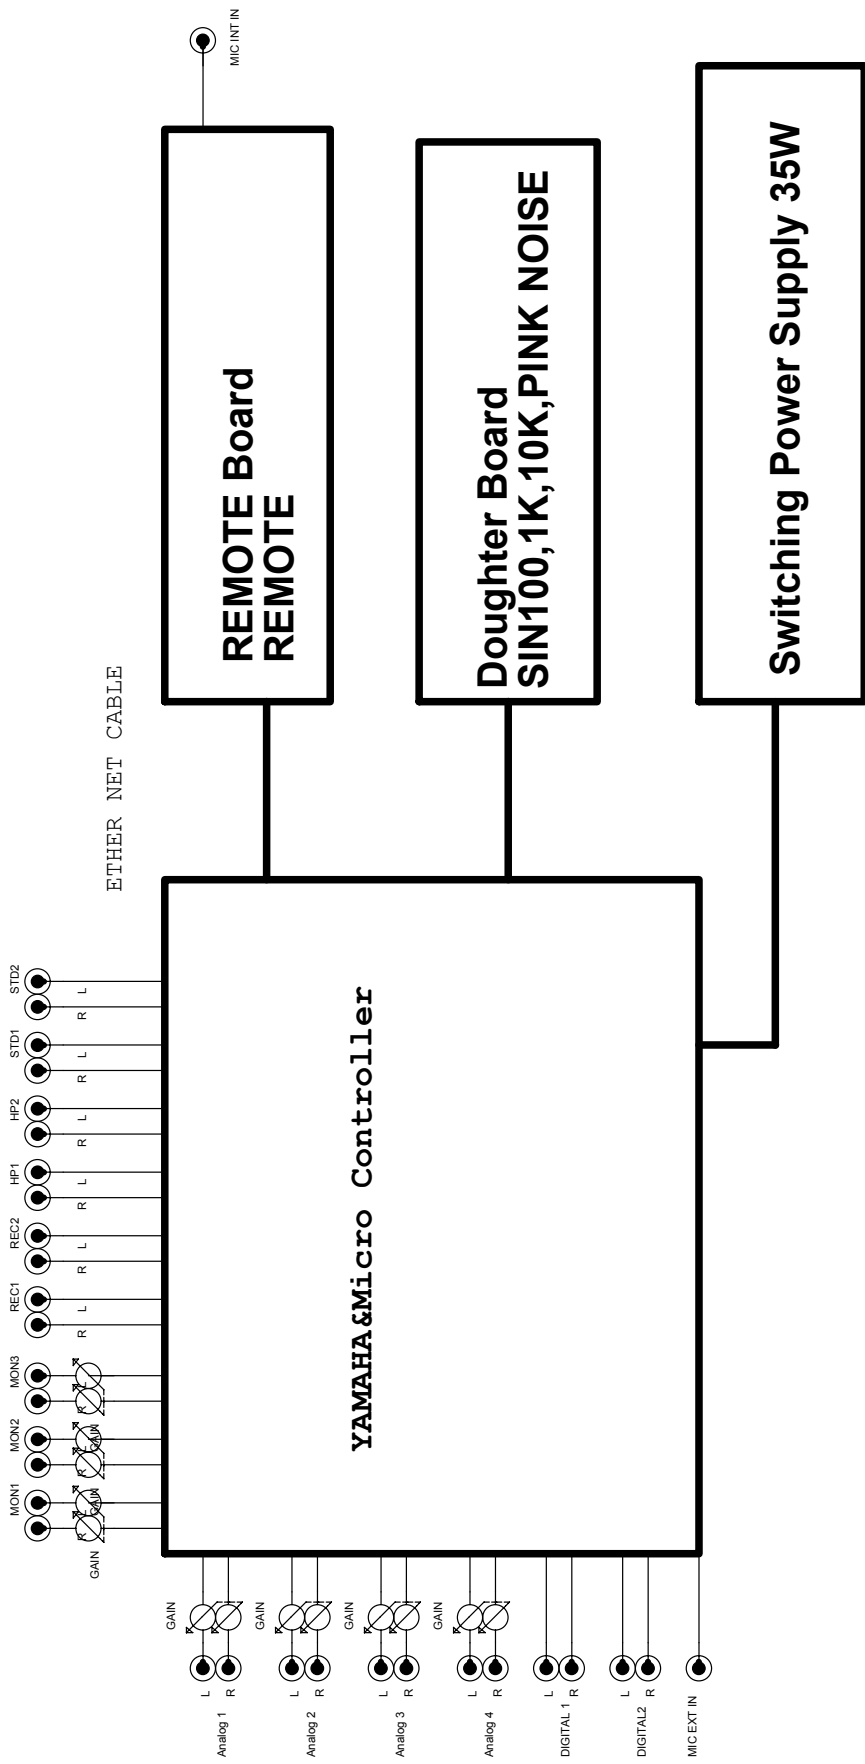 MIC INT IN
REMOTE Board
REMOTE
Doughter Board
SIN100,1K,10K,PINK NOISE
Switching Power Supply 35W
ETHER NET CABLE
YAMAHA&Micro Controller
MON1
R
L
GAIN
MON2
R
L
GAIN
MON3
R
L
GAIN
REC1
R
L
REC2
R
L
HP1
R
L
HP2
R
L
STD1
R
L
STD2
R
L
GAIN
L
R
Analog 1
GAIN
L
R
Analog 2
GAIN
L
R
Analog 3
GAIN
L
R
Analog 4
L
R
DIGITAL 1
L
R
DIGITAL2
MIC EXT IN